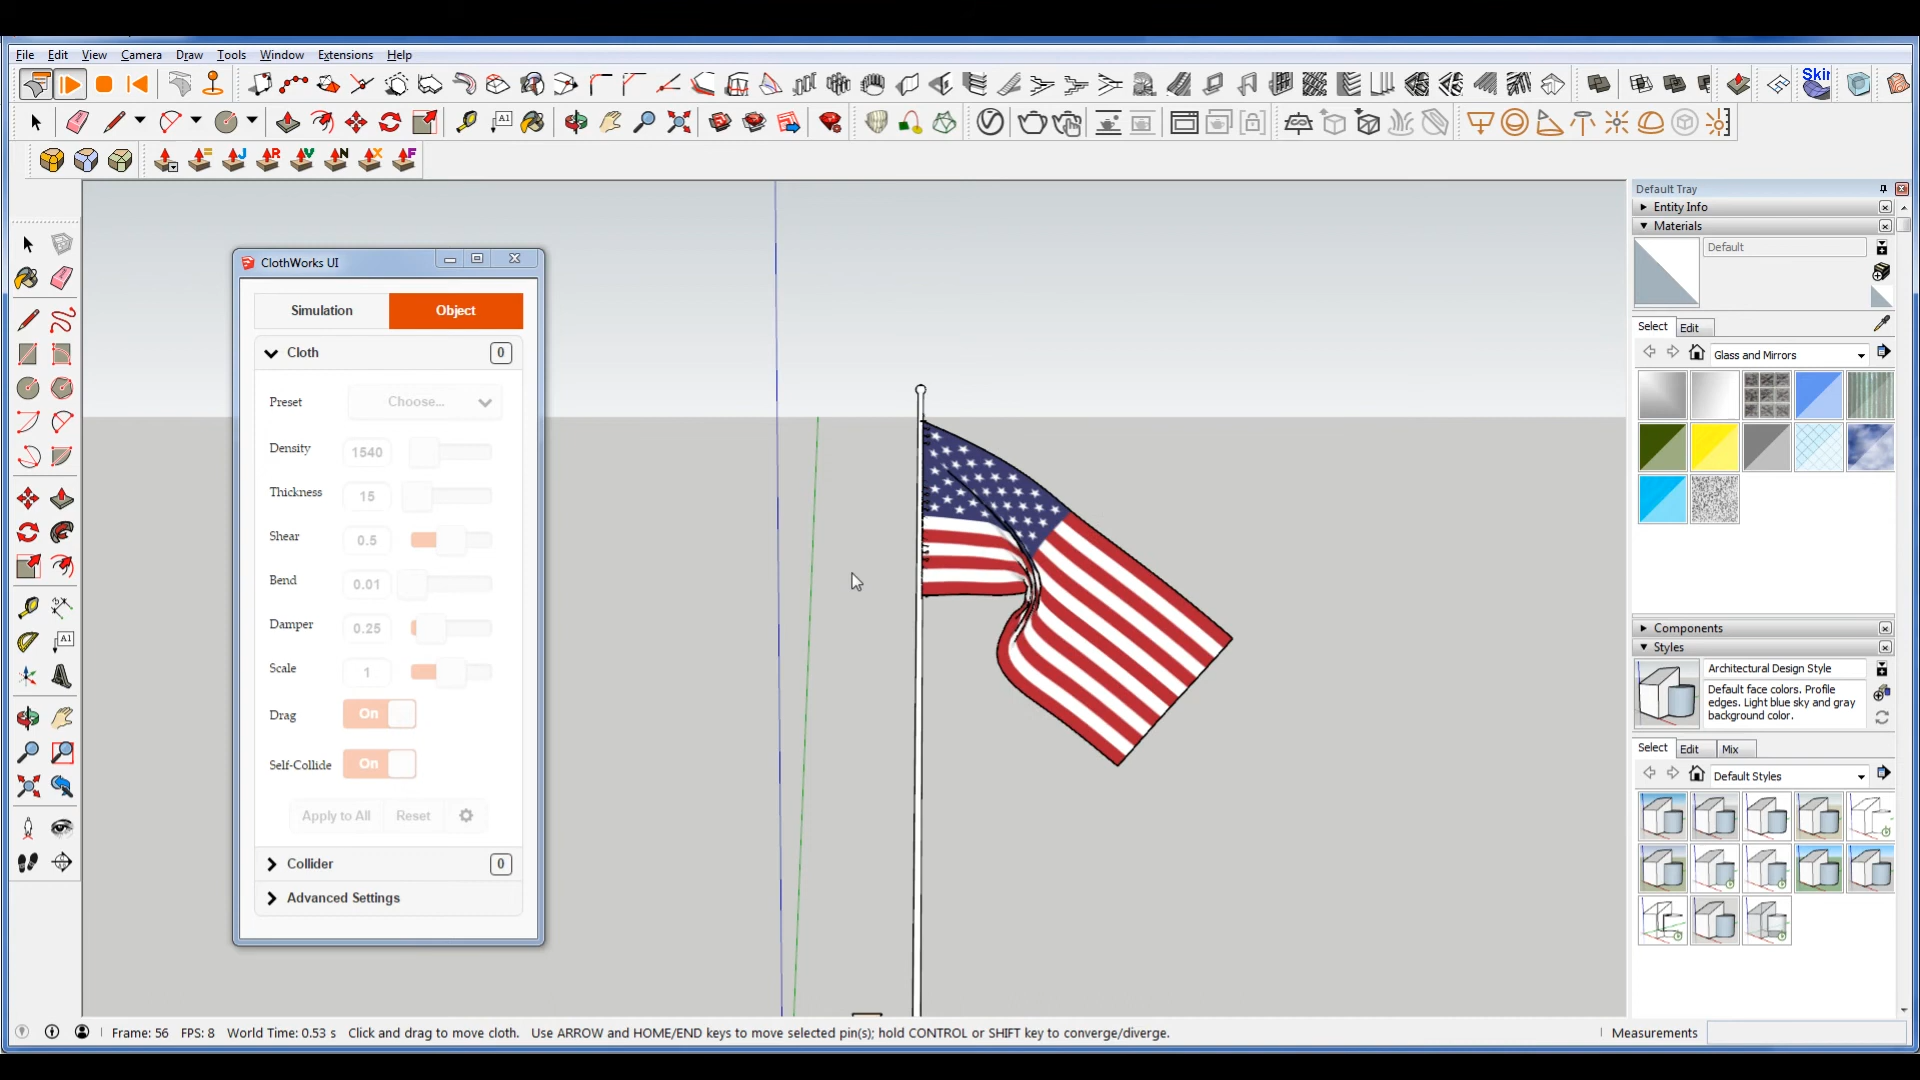 File Edit View Camera Draw Tools Window Extensions Help
Skin
A1
J R V N X F
Default Tray
Entity Info
Materials
Default
Select Edit
Glass and Mirrors
Components
Styles
Architectural Design Style
Default face colors. Profile
edges. Light blue sky and gray
background color.
Select Edit Mix
Default Styles
ClothWorks UI
Simulation Object
Cloth 0
Preset Choose...
Density 1540
Thickness 15
Shear 0.5
Bend 0.01
Damper 0.25
Scale 1
Drag On
Self-Collide On
Apply to All Reset
Collider 0
Advanced Settings
A1
Frame: 56 FPS: 8 World Time: 0.53 s Click and drag to move cloth. Use ARROW and HOME/END keys to move selected pin(s); hold CONTROL or SHIFT key to converge/diverge.
Measurements